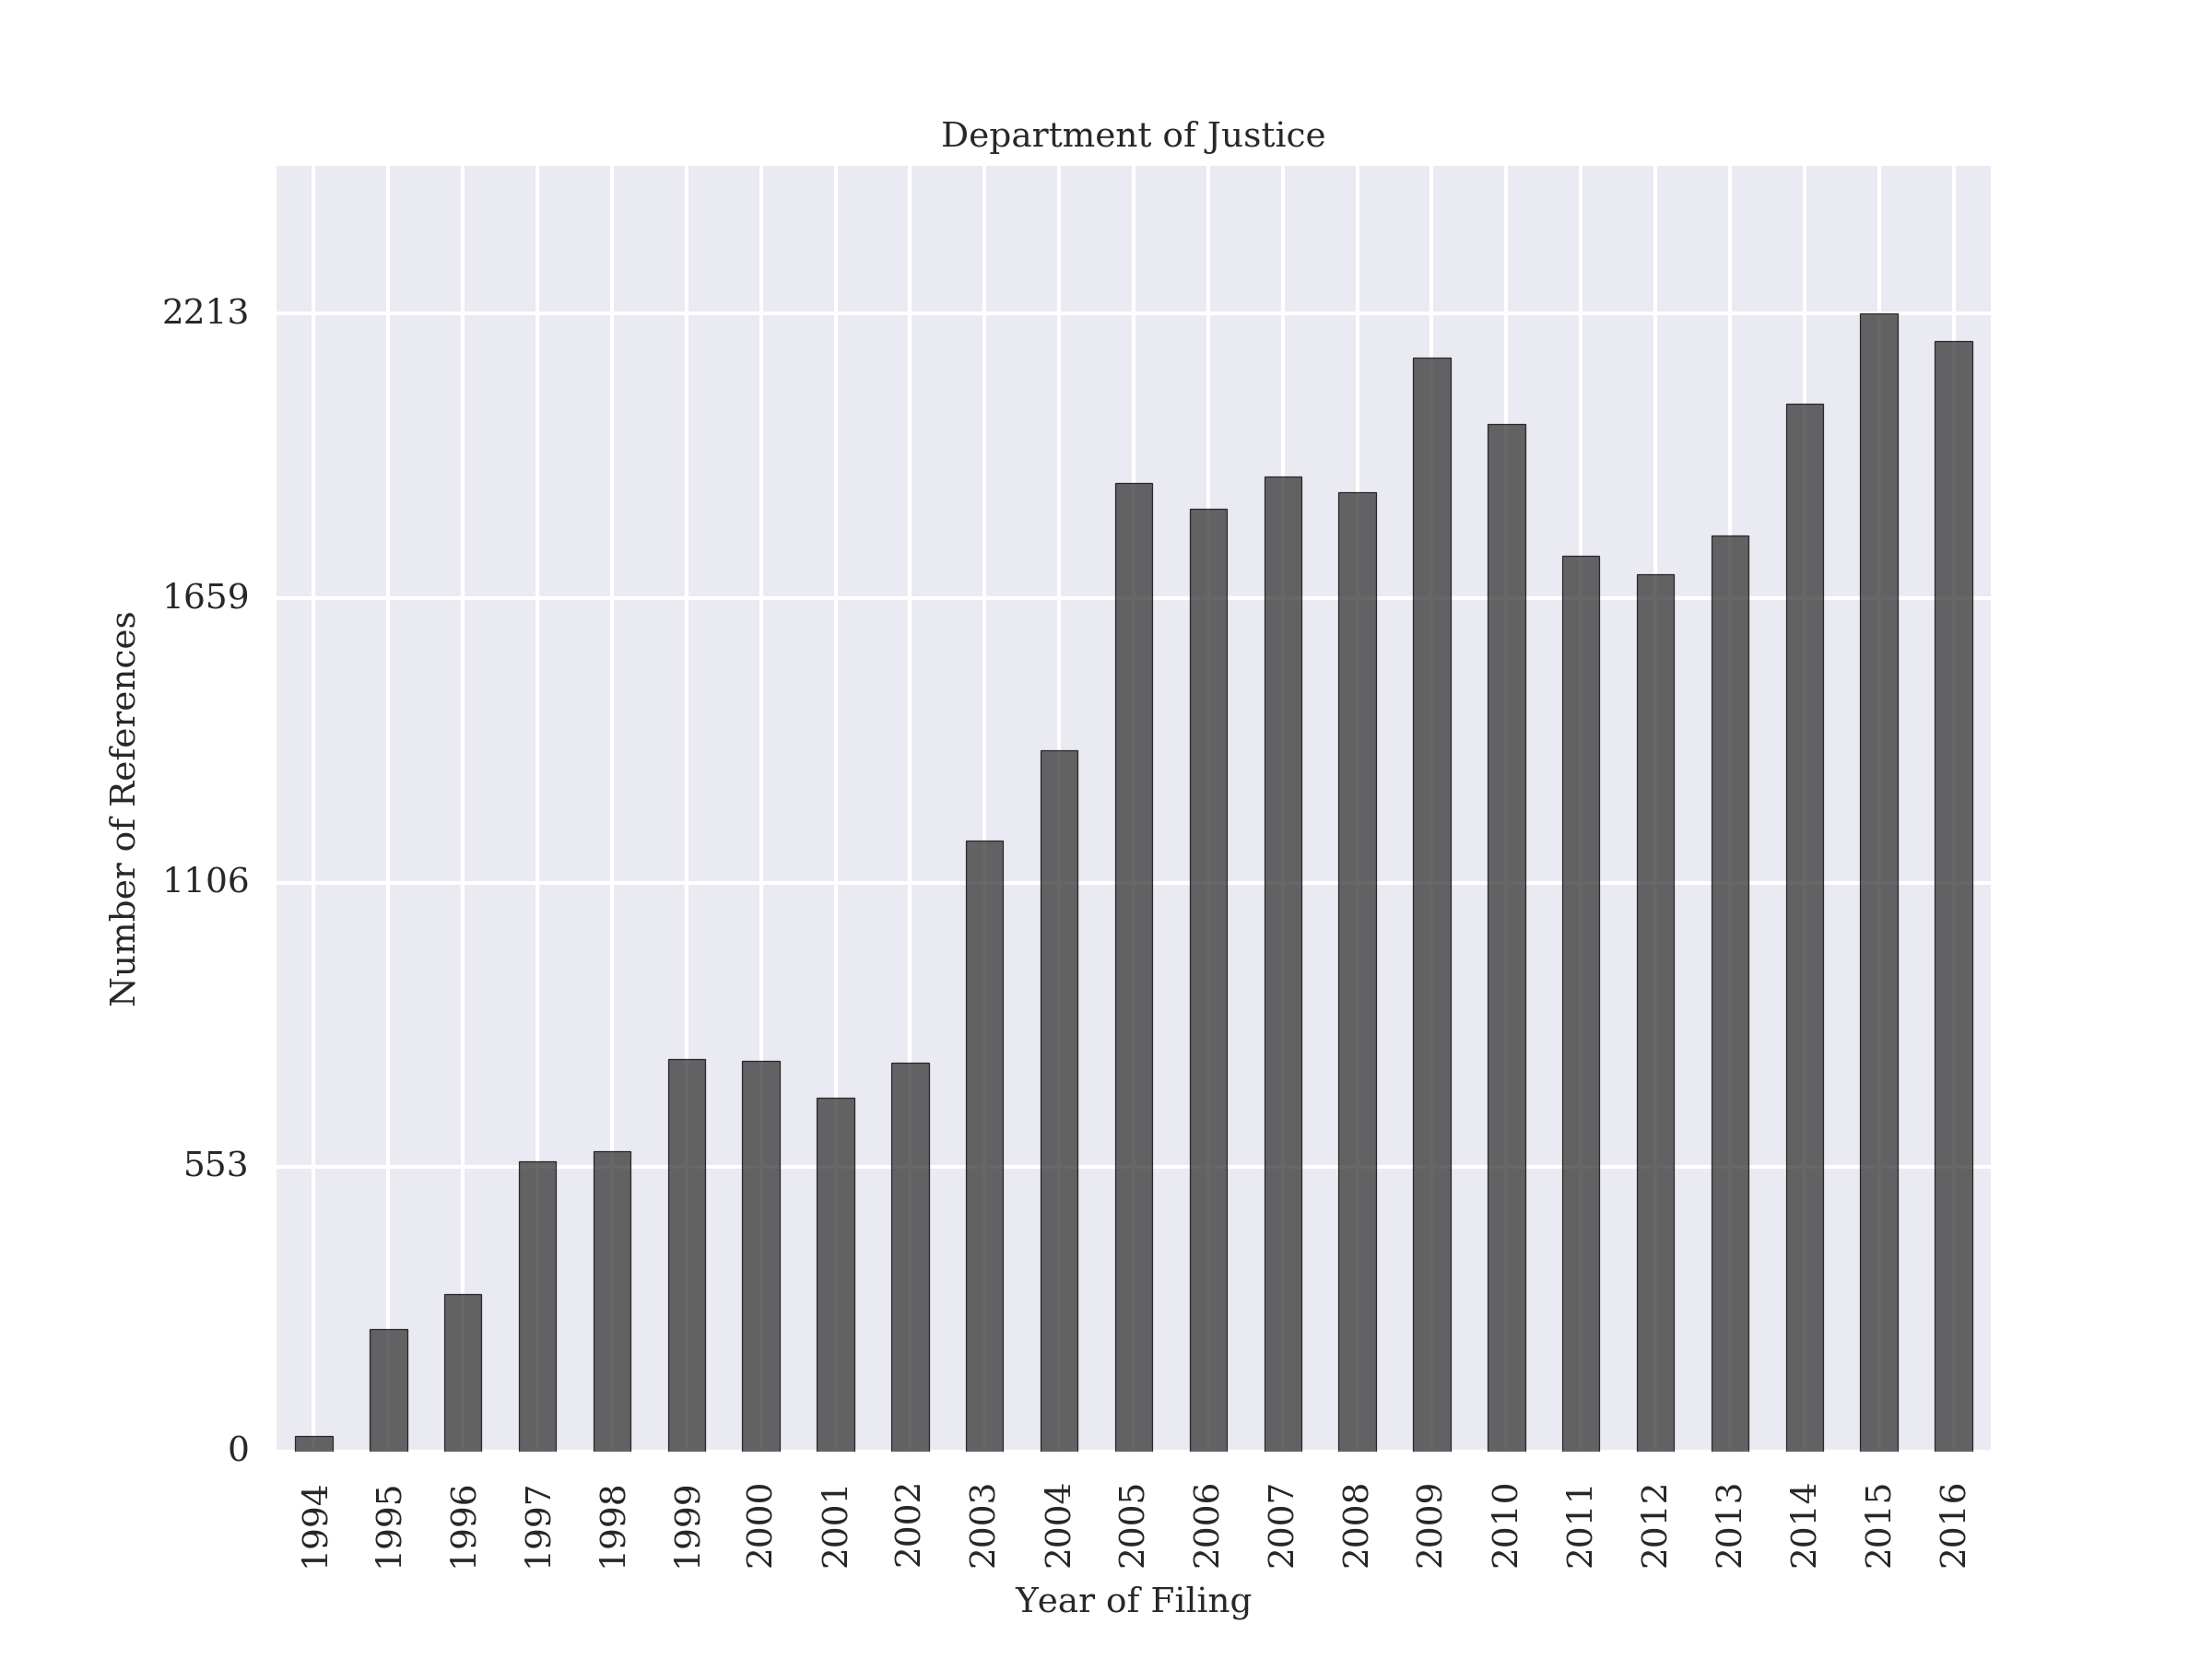 Department of Justice
2213
1659
1106
553
0
Number of References
1994 1995 1996 1997 1998 1999 2000 2001 2002 2003 2004 2005 2006 2007 2008 2009 2010 2011 2012 2013 2014 2015 2016
Year of Filing